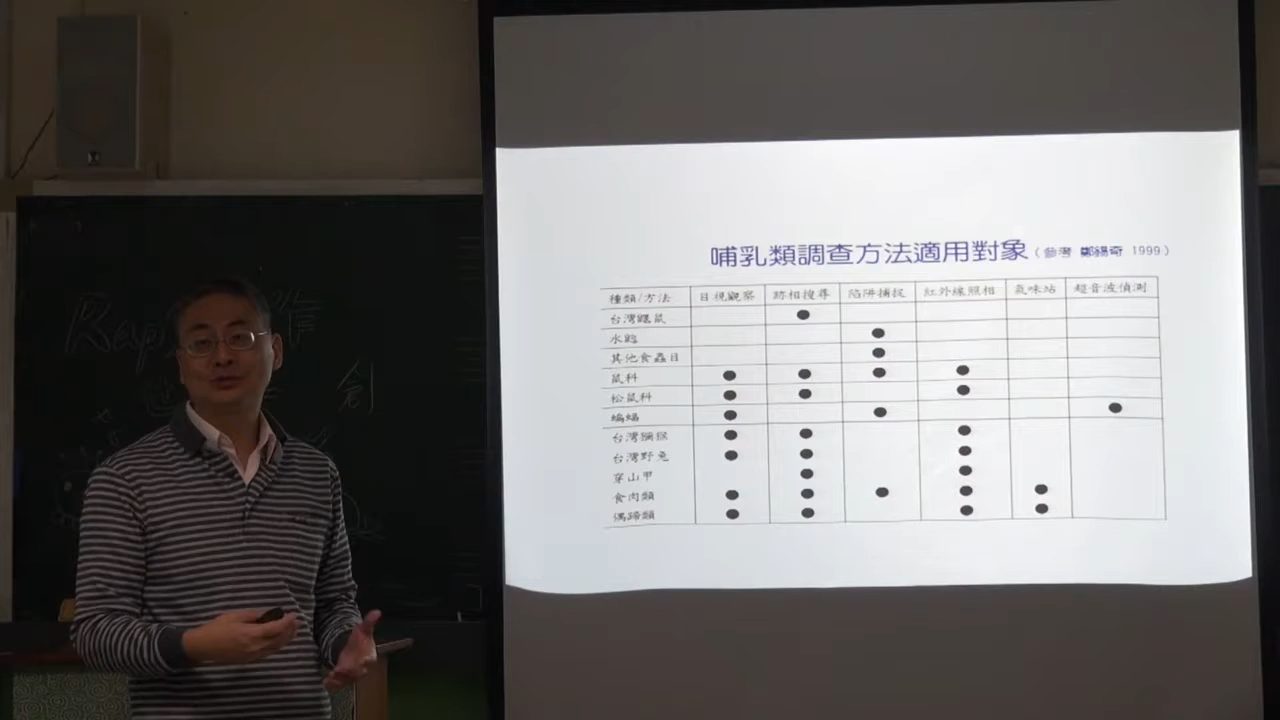 哺乳類調查方法適用對象（參考 鄭錫奇 1999）
種類/方法 目視觀察 跡相搜尋 陷阱捕捉 紅外線照相 氣味站 超音波偵測
台灣鼴鼠 ●
水鼩 ●
其他食蟲目 ●
鼠科 ● ● ● ●
松鼠科 ● ● ●
蝙蝠 ● ● ●
台灣獼猴 ● ● ●
台灣野兔 ● ● ●
穿山甲 ● ●
食肉類 ● ● ● ● ●
偶蹄類 ● ● ● ●
創